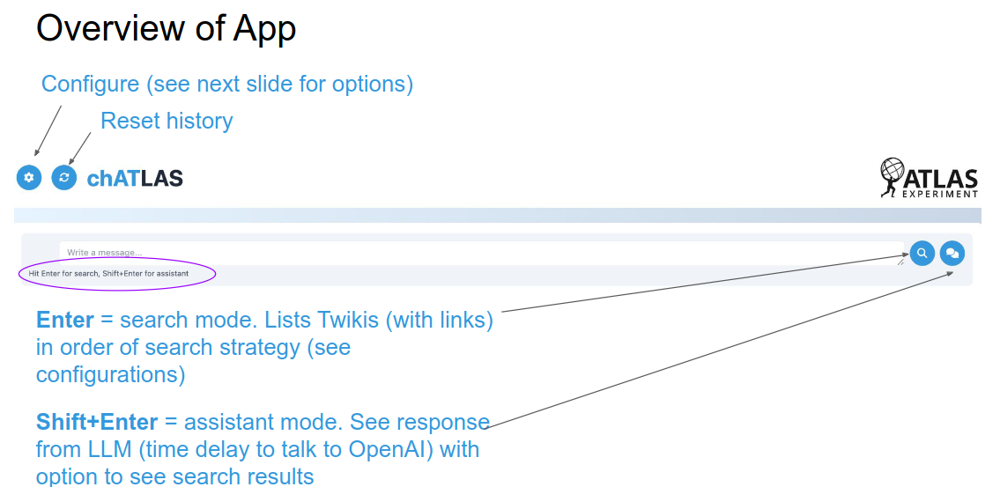 Overview of App
Configure (see next slide for options)
Reset history
chATLAS
ATLAS
EXPERIMENT
Write a message...
Hit Enter for search, Shift+Enter for assistant
Enter = search mode. Lists Twikis (with links)
in order of search strategy (see
configurations)
Shift+Enter = assistant mode. See response
from LLM (time delay to talk to OpenAI) with
option to see search results